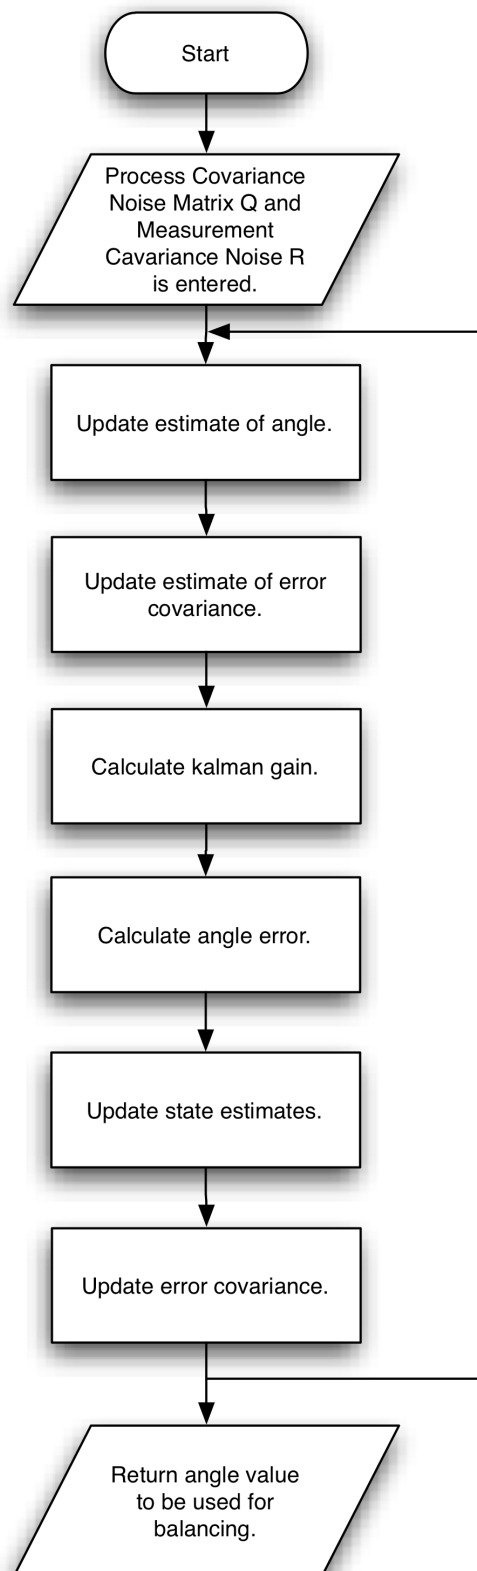 Start
Process Covariance
Noise Matrix Q and
Measurement
Cavariance Noise R
is entered.
Update estimate of angle.
Update estimate of error
covariance.
Calculate kalman gain.
Calculate angle error.
Update state estimates.
Update error covariance.
Return angle value
to be used for
balancing.